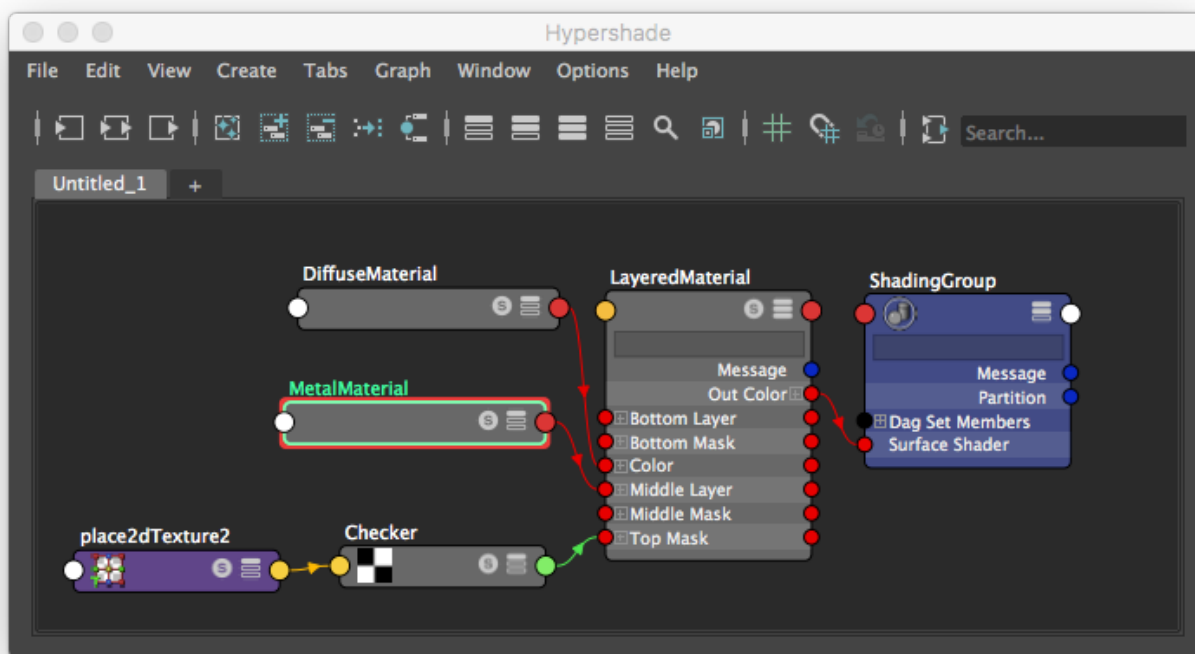 Hypershade
File Edit View Create Tabs Graph Window Options Help
Search...
Untitled_1 +
DiffuseMaterial
S
MetalMaterial
S
place2dTexture2
S
Checker
S
LayeredMaterial
S
Message
Out Color
Bottom Layer
Bottom Mask
Color
Middle Layer
Middle Mask
Top Mask
ShadingGroup
Message
Partition
Dag Set Members
Surface Shader